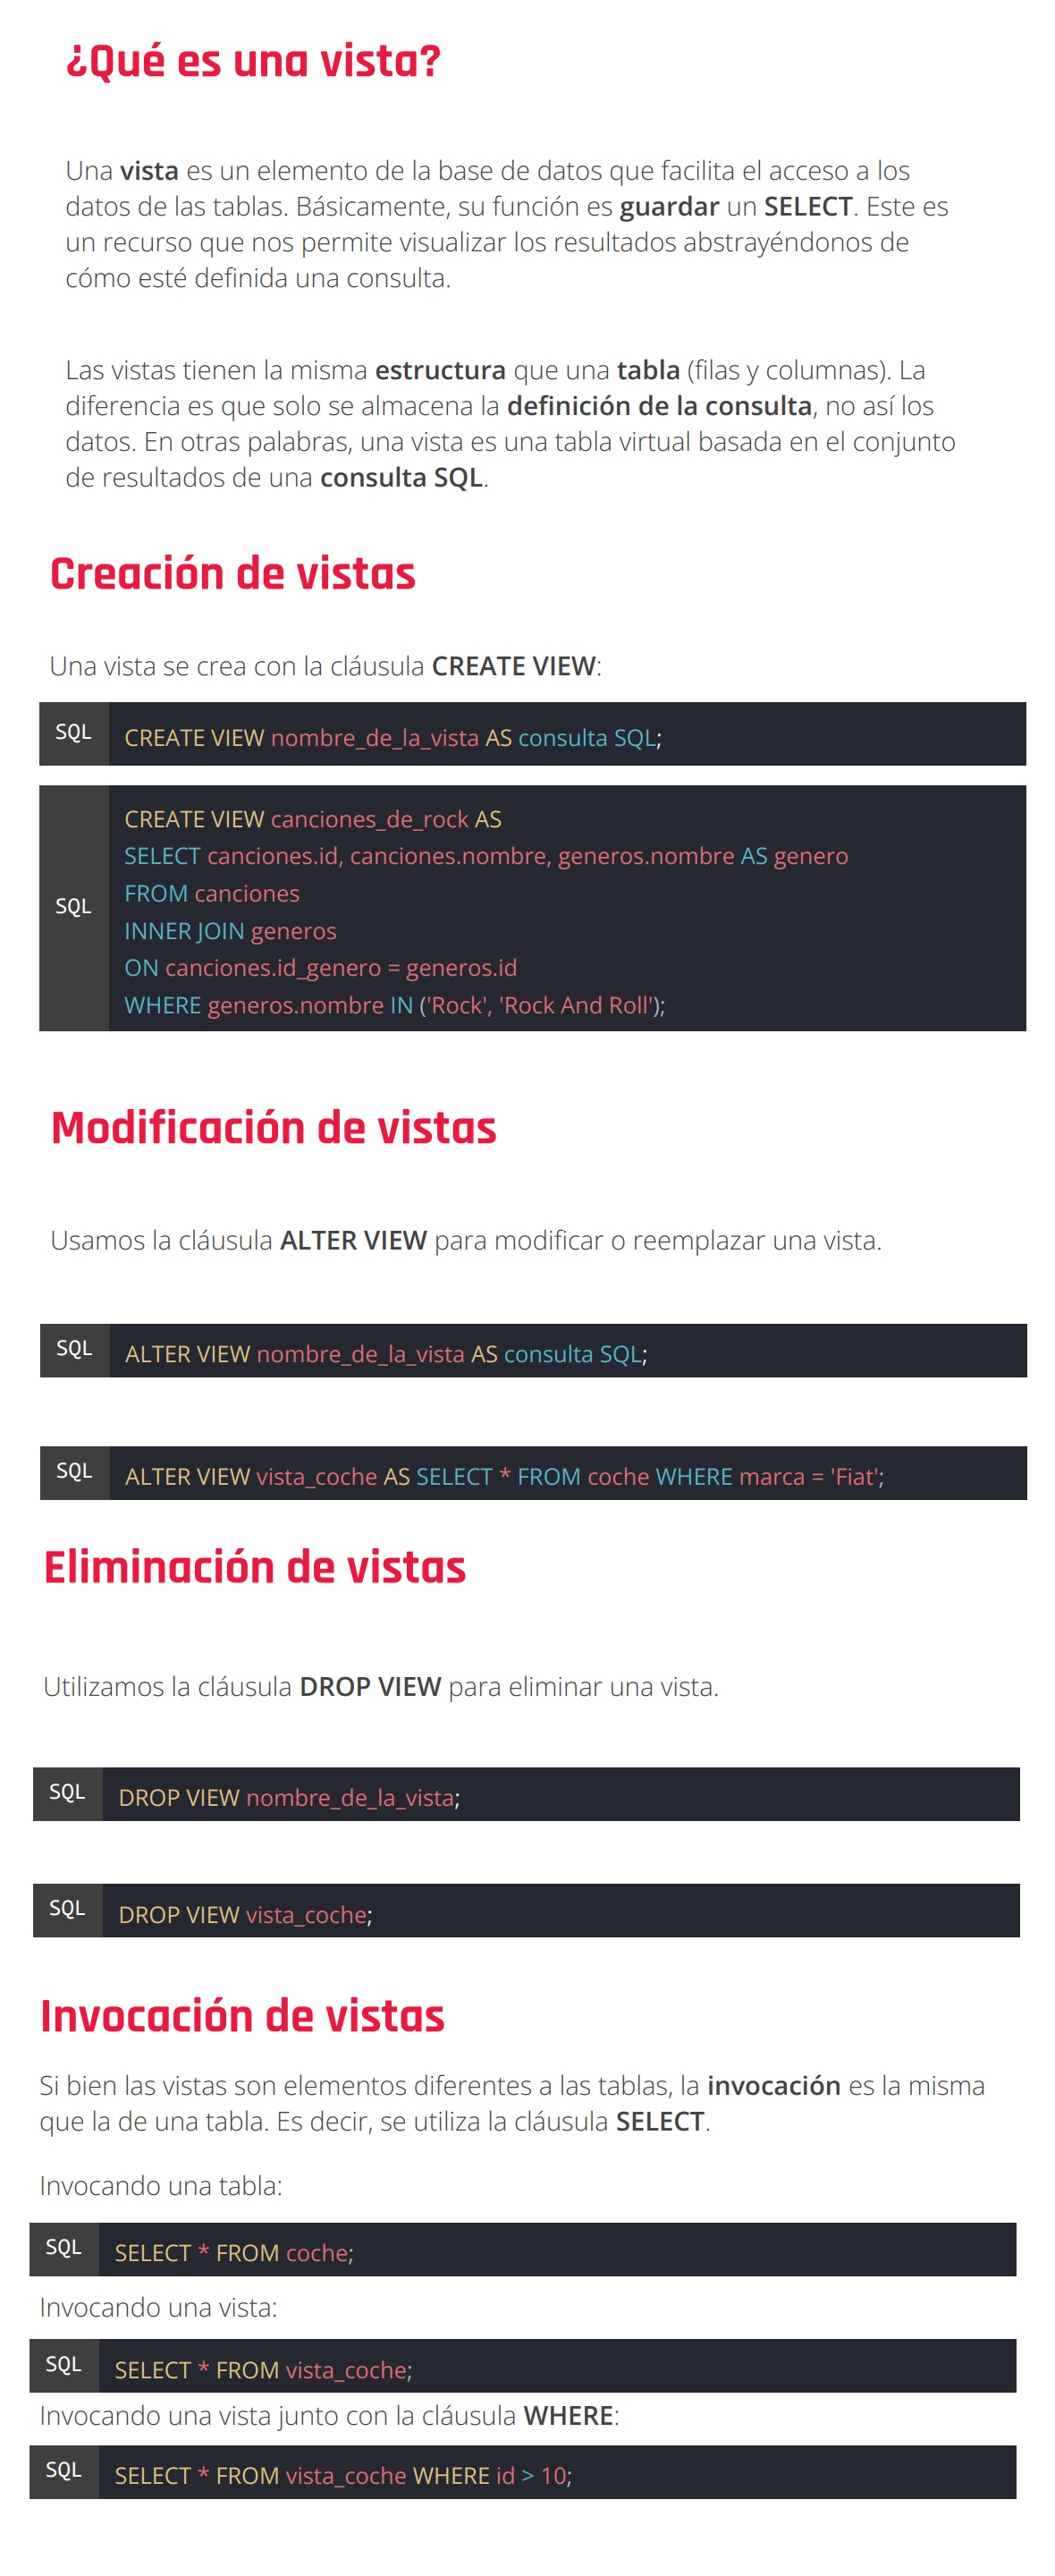 ¿Qué es una vista?
Una vista es un elemento de la base de datos que facilita el acceso a los
datos de las tablas. Básicamente, su función es guardar un SELECT. Este es
un recurso que nos permite visualizar los resultados abstrayéndonos de
cómo esté definida una consulta.
Las vistas tienen la misma estructura que una tabla (filas y columnas). La
diferencia es que solo se almacena la definición de la consulta, no así los
datos. En otras palabras, una vista es una tabla virtual basada en el conjunto
de resultados de una consulta SQL.
Creación de vistas
Una vista se crea con la cláusula CREATE VIEW:
SQL CREATE VIEW nombre_de_la_vista AS consulta SQL;
CREATE VIEW canciones_de_rock AS
SELECT canciones.id, canciones.nombre, generos.nombre AS genero
FROM canciones
SQL INNER JOIN generos
ON canciones.id_genero = generos.id
WHERE generos.nombre IN ('Rock', 'Rock And Roll');
Modificación de vistas
Usamos la cláusula ALTER VIEW para modificar o reemplazar una vista.
SQL ALTER VIEW nombre_de_la_vista AS consulta SQL;
SQL ALTER VIEW vista_coche AS SELECT * FROM coche WHERE marca = 'Fiat';
Eliminación de vistas
Utilizamos la cláusula DROP VIEW para eliminar una vista.
SQL DROP VIEW nombre_de_la_vista;
SQL DROP VIEW vista_coche;
Invocación de vistas
Si bien las vistas son elementos diferentes a las tablas, la invocación es la misma
que la de una tabla. Es decir, se utiliza la cláusula SELECT.
Invocando una tabla:
SQL SELECT * FROM coche;
Invocando una vista:
SQL SELECT * FROM vista_coche;
Invocando una vista junto con la cláusula WHERE:
SQL SELECT * FROM vista_coche WHERE id > 10;